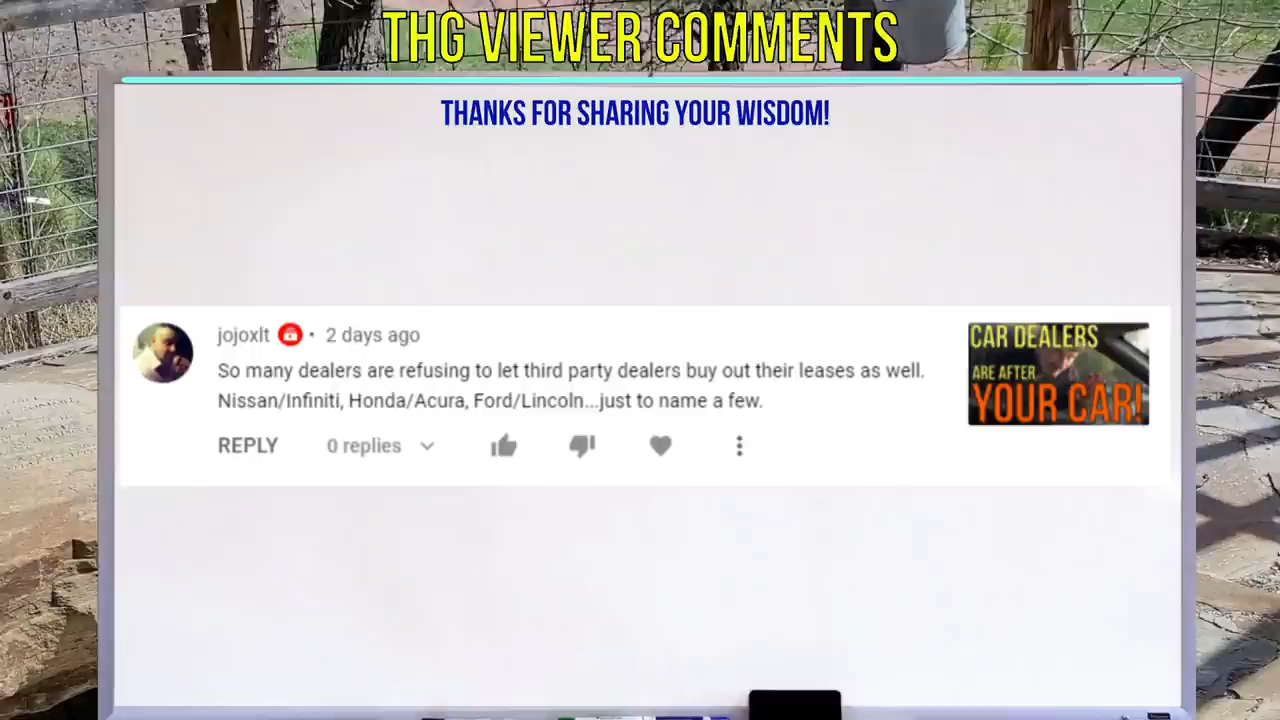 THG VIEWER COMMENTS
THANKS FOR SHARING YOUR WISDOM!
jojoxlt • 2 days ago
So many dealers are refusing to let third party dealers buy out their leases as well.
Nissan/Infiniti, Honda/Acura, Ford/Lincoln...just to name a few.
REPLY 0 replies
CAR DEALERS
ARE AFTER
YOUR CAR!